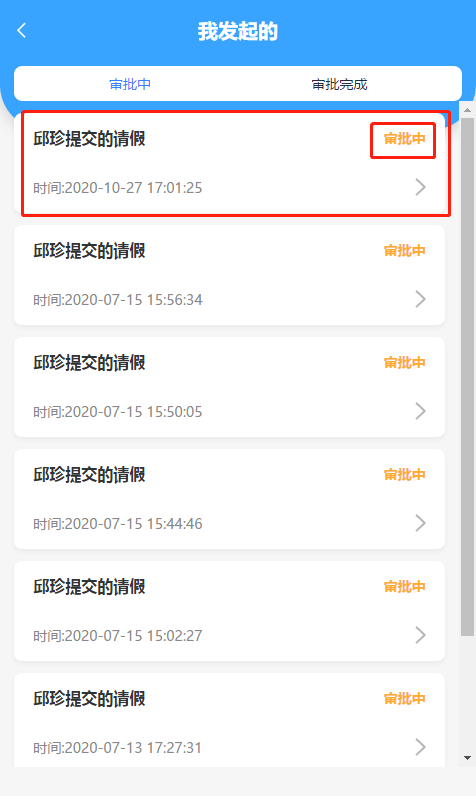 我发起的
审批中 审批完成
邱珍提交的请假 审批中
时间:2020-10-27 17:01:25
邱珍提交的请假 审批中
时间:2020-07-15 15:56:34
邱珍提交的请假 审批中
时间:2020-07-15 15:50:05
邱珍提交的请假 审批中
时间:2020-07-15 15:44:46
邱珍提交的请假 审批中
时间:2020-07-15 15:02:27
邱珍提交的请假 审批中
时间:2020-07-13 17:27:31